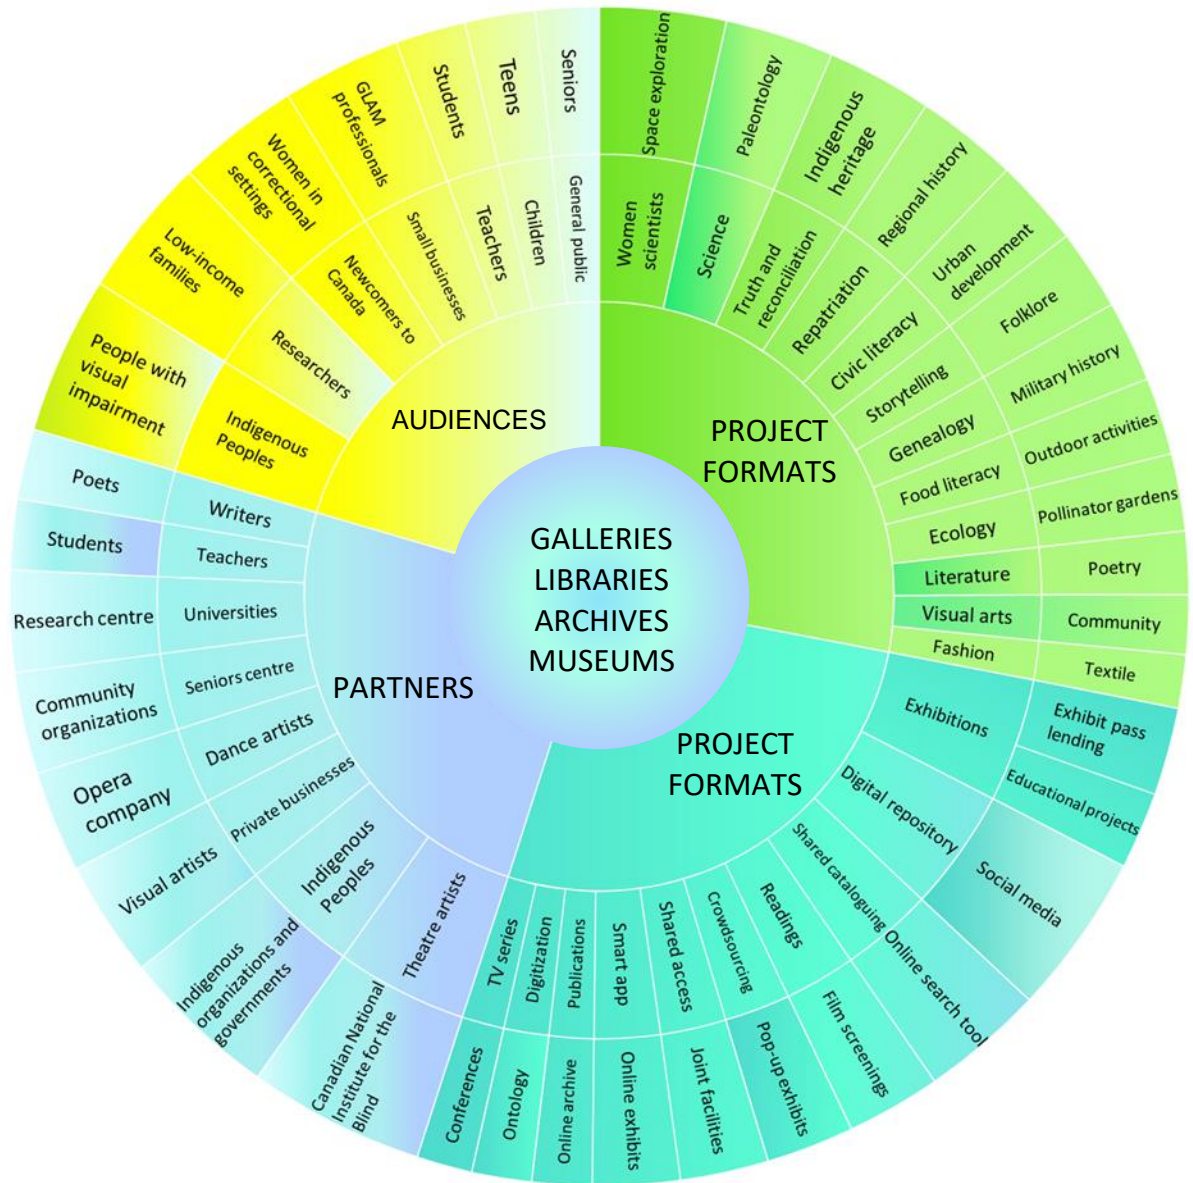 GALLERIES
LIBRARIES
ARCHIVES
MUSEUMS
PROJECT
FORMATS
Women
scientists
Science
Truth and
reconciliation
Repatriation
Civic literacy
Storytelling
Genealogy
Food literacy
Ecology
Literature
Visual arts
Fashion
Space exploration
Paleontology
Indigenous
heritage
Regional history
Urban
development
Folklore
Military history
Outdoor activities
Pollinator gardens
Poetry
Community
Textile
PROJECT
FORMATS
Exhibitions
Digital repository
Shared cataloguing
Readings
Crowdsourcing
Shared access
Smart app
Publications
Digitization
TV series
Exhibit pass
lending
Educational projects
Social media
Online search tool
Film screenings
Pop-up exhibits
Joint facilities
Online exhibits
Online archive
Ontology
Conferences
PARTNERS
Theatre artists
Indigenous
Peoples
Private businesses
Dance artists
Seniors centre
Universities
Teachers
Writers
Canadian National
Institute for the
Blind
Indigenous
organizations and
governments
Visual artists
Opera
company
Community
organizations
Research centre
Students
Poets
AUDIENCES
Indigenous
Peoples
Researchers
Newcomers to
Canada
Small businesses
Teachers
Children
General public
People with
visual
impairment
Low-income
families
Women in
correctional
settings
GLAM
professionals
Students
Teens
Seniors